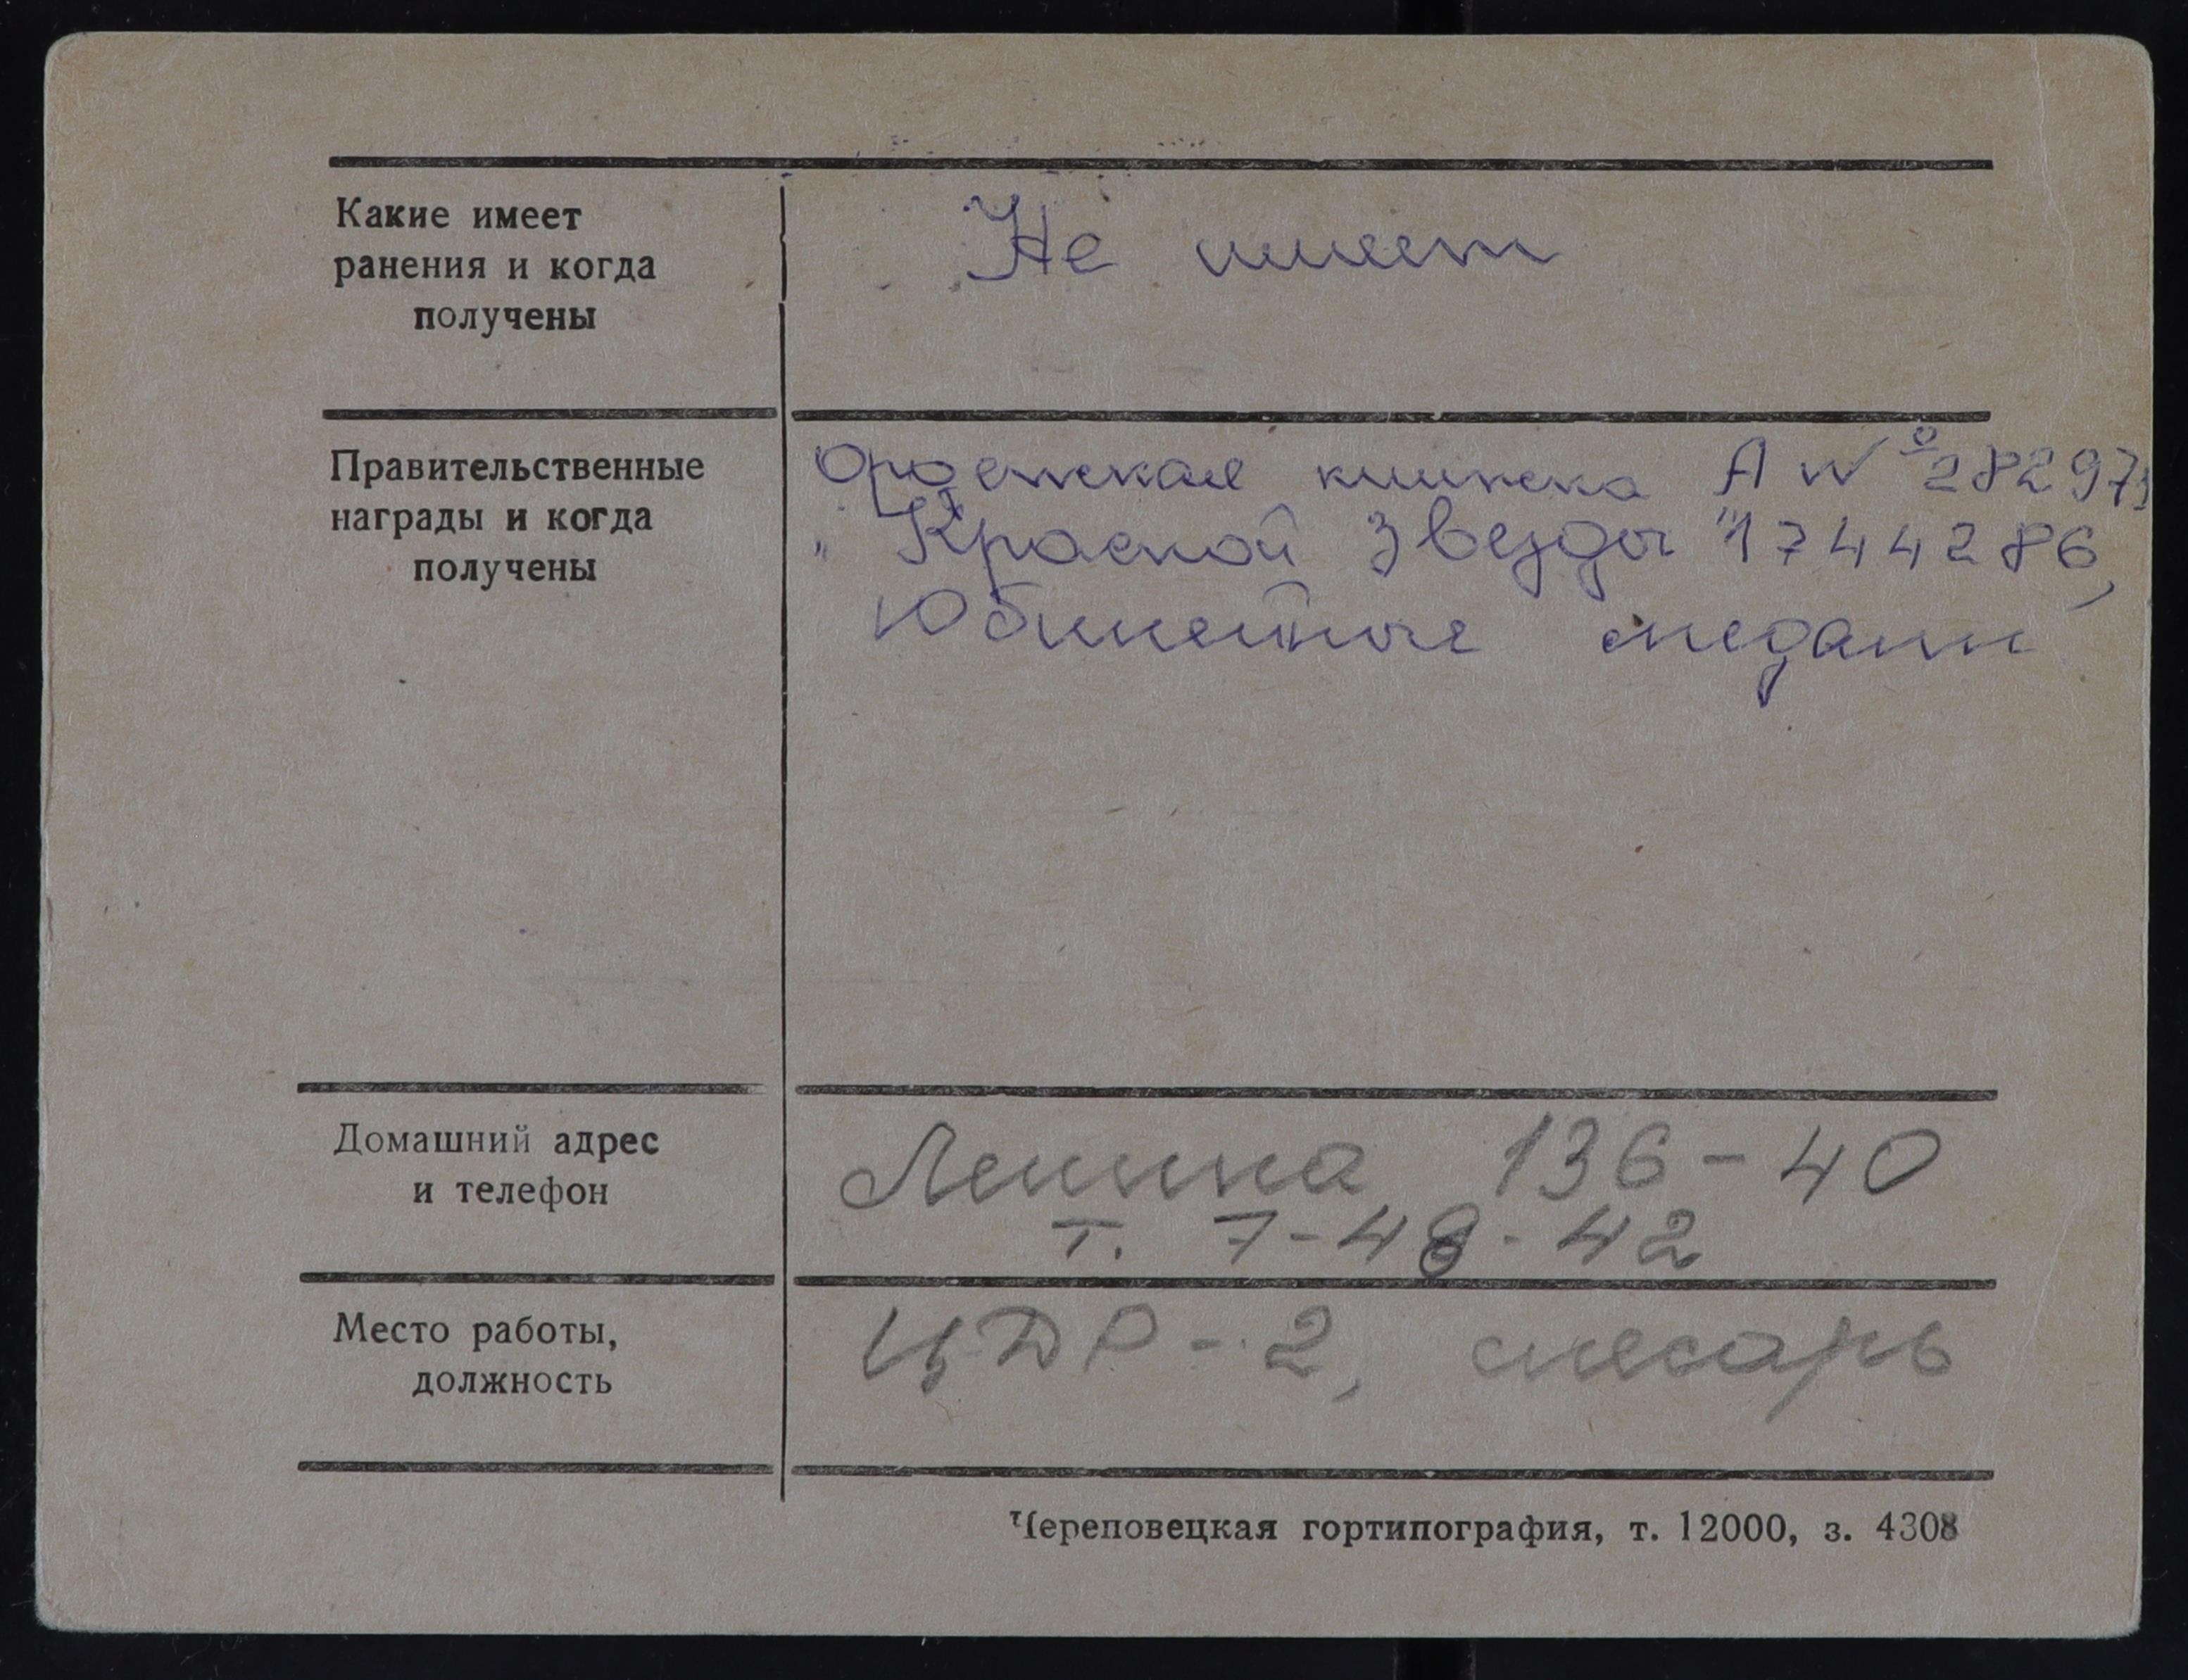 Какие имеет
ранения и когда
получены
Не имеет
Правительственные
награды и когда
получены
Орденская книжка А № 282973
„Красной Звезды" 1744286,
Юбилейные медали
Домашний адрес
и телефон
Ленина 136-40
т. 7-48-42
Место работы,
должность
ЦДР-2, слесарь
Череповецкая гортипография, т. 12000, з. 4308